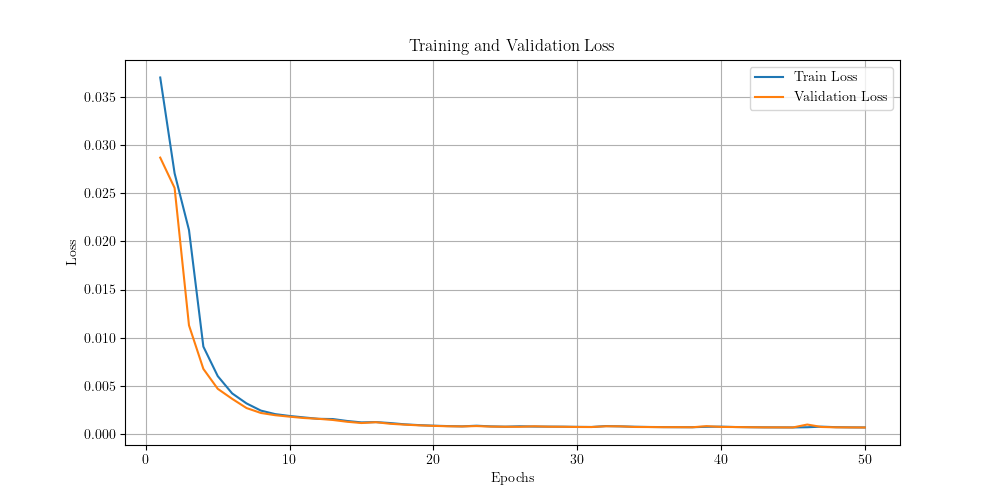 Training and Validation Loss
Train Loss
Validation Loss
0.035
0.030
0.025
0.020
0.015
0.010
0.005
0.000
Loss
0 10 20 30 40 50
Epochs